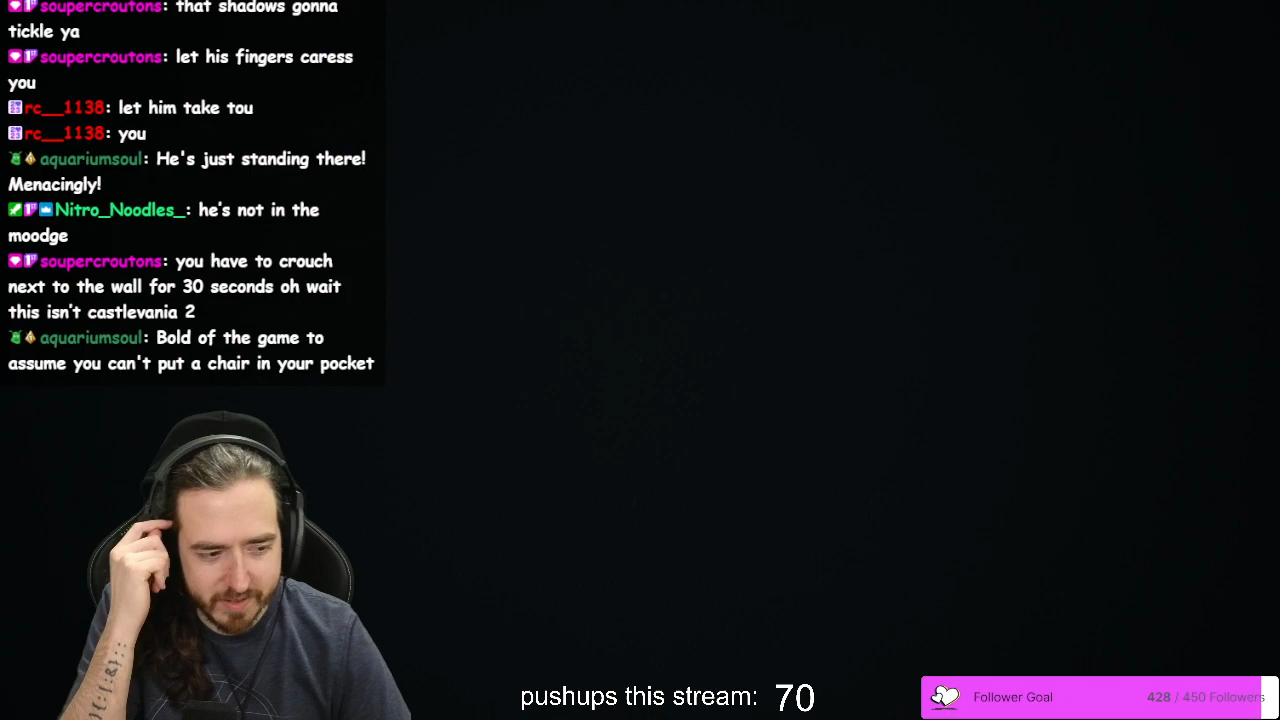 soupercroutons: that shadows gonna
tickle ya
soupercroutons: let his fingers caress
you
rc__1138: let him take tou
rc__1138: you
aquariumsoul: He's just standing there!
Menacingly!
Nitro_Noodles_: he's not in the
moodge
soupercroutons: you have to crouch
next to the wall for 30 seconds oh wait
this isn't castlevania 2
aquariumsoul: Bold of the game to
assume you can't put a chair in your pocket
pushups this stream: 70
Follower Goal 428 / 450 Followers